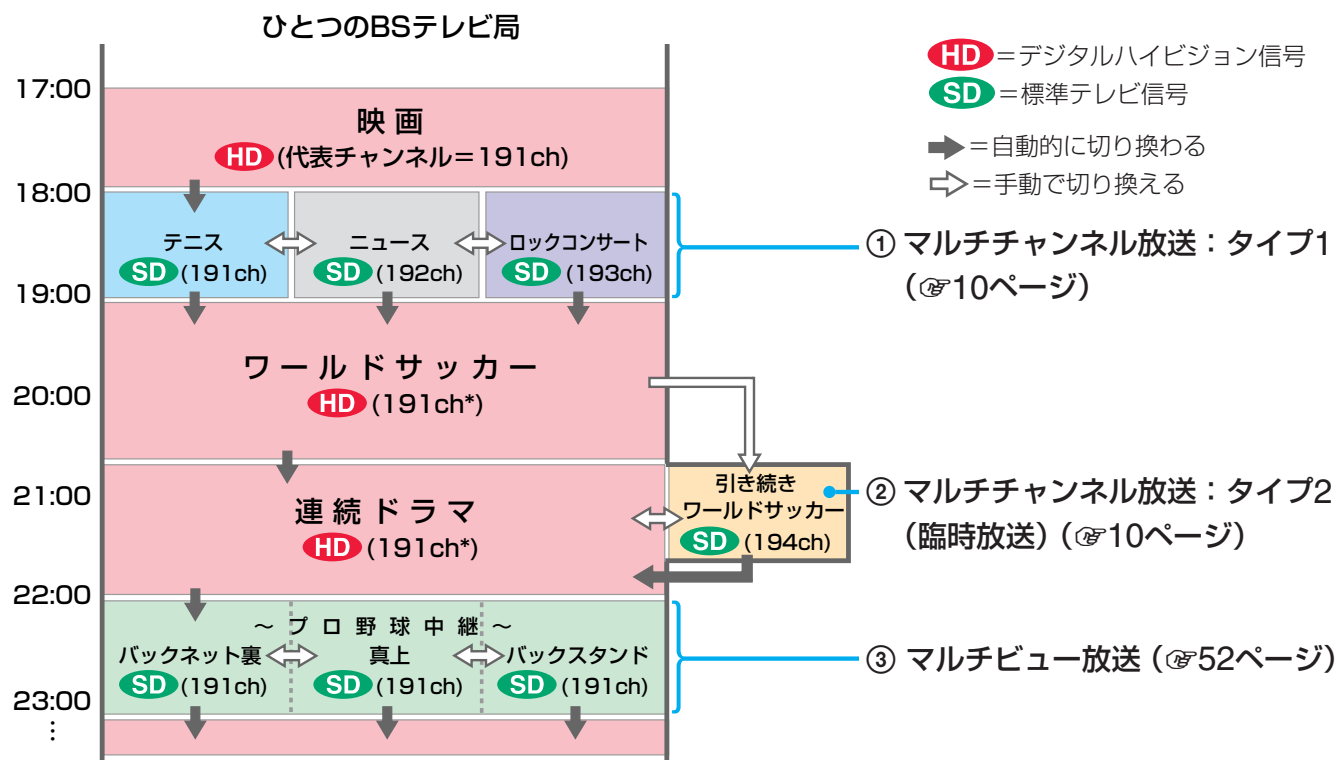 ひとつのBSテレビ局
HD=デジタルハイビジョン信号
SD=標準テレビ信号
=自動的に切り換わる
=手動で切り換える
17:00
映 画
HD (代表チャンネル=191ch)
18:00
テニス
SD (191ch)
ニュース
SD (192ch)
ロックコンサート
SD (193ch)
① マルチチャンネル放送:タイプ1
(☞10ページ)
19:00
ワールドサッカー
HD (191ch*)
20:00
21:00
連 続 ド ラ マ
HD (191ch*)
引き続き
ワールドサッカー
SD (194ch)
② マルチチャンネル放送:タイプ2
(臨時放送) (☞10ページ)
22:00
~ プ ロ 野 球 中 継 ~
バックネット裏
SD (191ch)
真上
SD (191ch)
バックスタンド
SD (191ch)
③ マルチビュー放送 (☞52ページ)
23:00
⋮